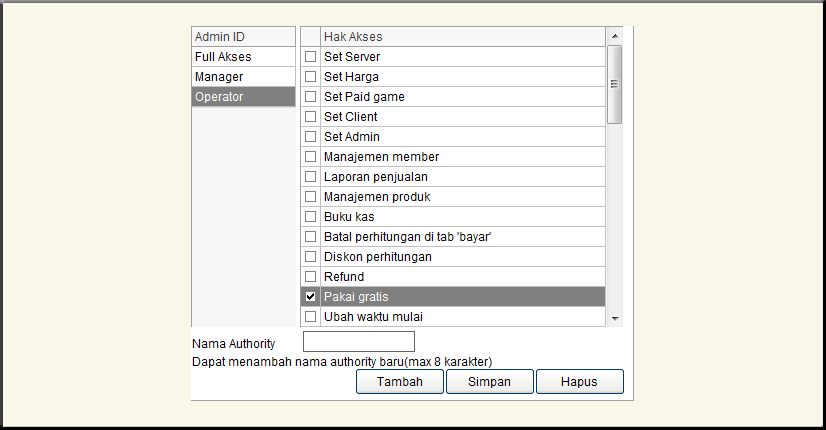 Admin ID
Hak Akses
Full Akses
Set Server
Manager
Set Harga
Operator
Set Paid game
Set Client
Set Admin
Manajemen member
Laporan penjualan
Manajemen produk
Buku kas
Batal perhitungan di tab 'bayar'
Diskon perhitungan
Refund
Pakai gratis
Ubah waktu mulai
Nama Authority
Dapat menambah nama authority baru(max 8 karakter)
Tambah
Simpan
Hapus